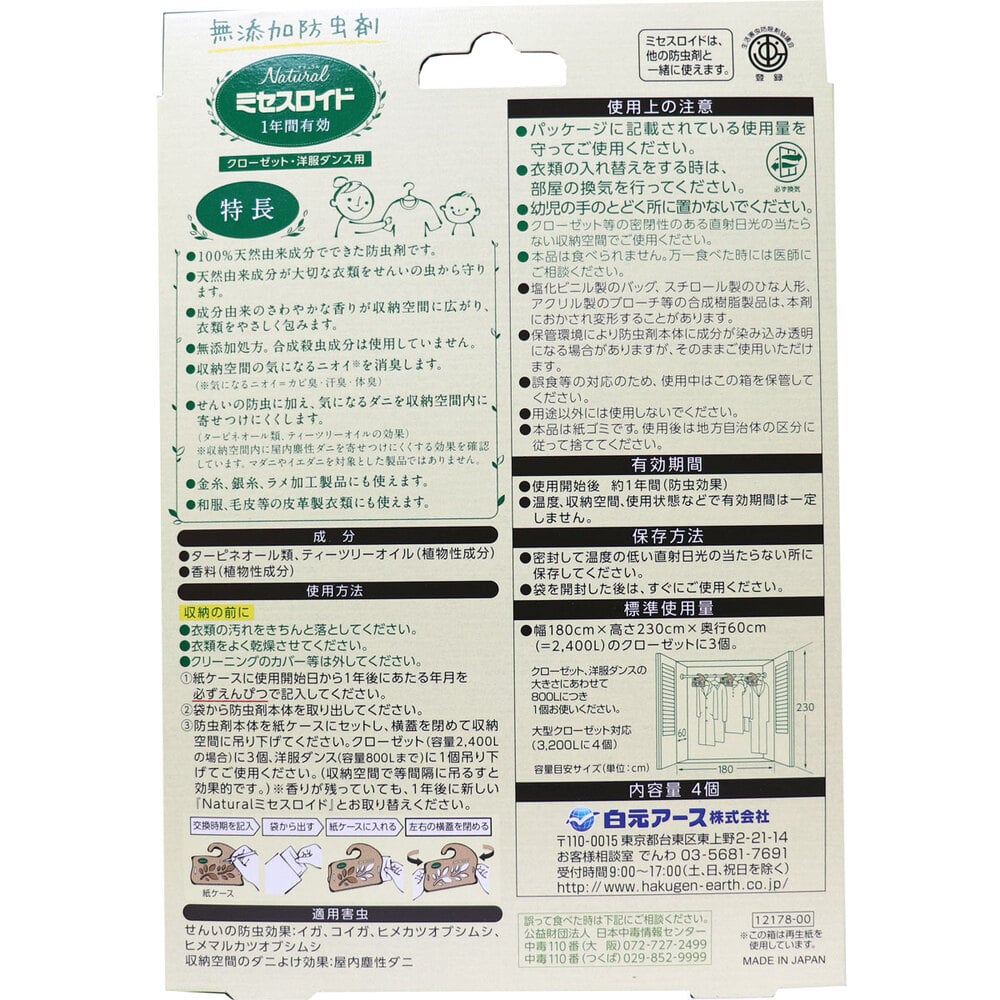 無添加防虫剤
Natural
ナチュラル
ミセスロイド
1年間有効
クローゼット・洋服ダンス用
特長
●100%天然由来成分でできた防虫剤です。
●天然由来成分が大切な衣類をせんいの虫から守り
ます。
●成分由来のさわやかな香りが収納空間に広がり、
衣類をやさしく包みます。
●無添加処方。合成殺虫成分は使用していません。
●収納空間の気になるニオイ※を消臭します。
(※気になるニオイ=カビ臭・汗臭・体臭)
●せんいの防虫に加え、気になるダニを収納空間内に
寄せつけにくくします。
(ターピネオール類、ティーツリーオイルの効果)
※収納空間内に屋内塵性ダニを寄せつけにくくする効果を確認
しています。マダニやイエダニを対象とした製品ではありません。
●金糸、銀糸、ラメ加工製品にも使えます。
●和服、毛皮等の皮革製衣類にも使えます。
成 分
●ターピネオール類、ティーツリーオイル(植物性成分)
●香料(植物性成分)
使用方法
収納の前に
●衣類の汚れをきちんと落としてください。
●衣類をよく乾燥させてください。
●クリーニングのカバー等は外してください。
①紙ケースに使用開始日から1年後にあたる年月を
必ずえんぴつで記入してください。
②袋から防虫剤本体を取り出してください。
③防虫剤本体を紙ケースにセットし、横蓋を閉めて収納
空間に吊り下げてください。クローゼット(容量2,400L
の場合)に3個、洋服ダンス(容量800Lまで)に1個吊り下
げてご使用ください。(収納空間で等間隔に吊るすと
効果的です。)※香りが残っていても、1年後に新しい
『Naturalミセスロイド』とお取り替えください。
交換時期を記入
袋から出す
紙ケースに入れる
左右の横蓋を閉める
紙ケース
適用害虫
せんいの防虫効果:イガ、コイガ、ヒメカツオブシムシ、
ヒメマルカツオブシムシ
収納空間のダニよけ効果:屋内塵性ダニ
ミセスロイドは、
他の防虫剤と
一緒に使えます。
生活害虫防除剤協議会
登録
使用上の注意
●パッケージに記載されている使用量を
守ってご使用ください。
●衣類の入れ替えをする時は、
部屋の換気を行ってください。
必ず換気
●幼児の手のとどく所に置かないでください。
●クローゼット等の密閉性のある直射日光の当たら
ない収納空間でご使用ください。
●本品は食べられません。万一食べた時には医師に
ご相談ください。
●塩化ビニル製のバッグ、スチロール製のひな人形、
アクリル製のブローチ等の合成樹脂製品は、本剤
におかされ変形することがあります。
●保管環境により防虫剤本体に成分が染み込み透明
になる場合がありますが、そのままご使用いただけ
ます。
●誤食等の対応のため、使用中はこの箱を保管して
ください。
●用途以外には使用しないでください。
●本品は紙ゴミです。使用後は地方自治体の区分に
従って捨ててください。
有効期間
●使用開始後 約1年間(防虫効果)
●温度、収納空間、使用状態などで有効期間は一定
しません。
保存方法
●密封して温度の低い直射日光の当たらない所に
保存してください。
●袋を開封した後は、すぐにご使用ください。
標準使用量
●幅180cm×高さ230cm×奥行60cm
(=2,400L)のクローゼットに3個。
クローゼット、洋服ダンスの
大きさにあわせて
800Lにつき
1個お使いください。
大型クローゼット対応
(3,200Lに4個)
容量目安サイズ(単位:cm)
60
180
230
内容量 4個
白元アース株式会社
〒110-0015 東京都台東区東上野2-21-14
お客様相談室 でんわ 03-5681-7691
受付時間9:00〜17:00(土、日、祝日を除く)
http://www.hakugen-earth.co.jp/
誤って食べた時は下記にご相談ください。
公益財団法人 日本中毒情報センター
中毒110番(大 阪) 072-727-2499
中毒110番(つくば) 029-852-9999
12178-00
※この箱は再生紙を
使用しています。
MADE IN JAPAN